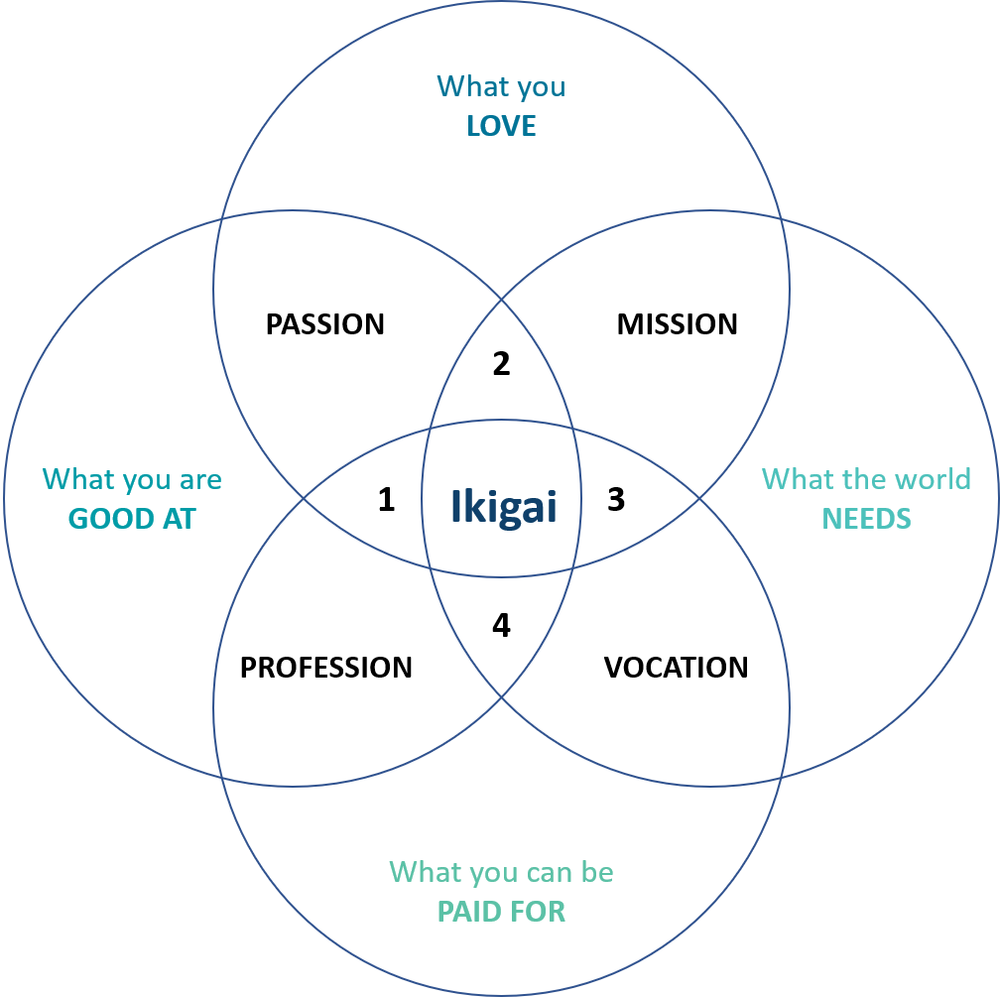 What you
LOVE
PASSION
MISSION
2
What you are
GOOD AT
1
Ikigai
3
What the world
NEEDS
4
PROFESSION
VOCATION
What you can be
PAID FOR